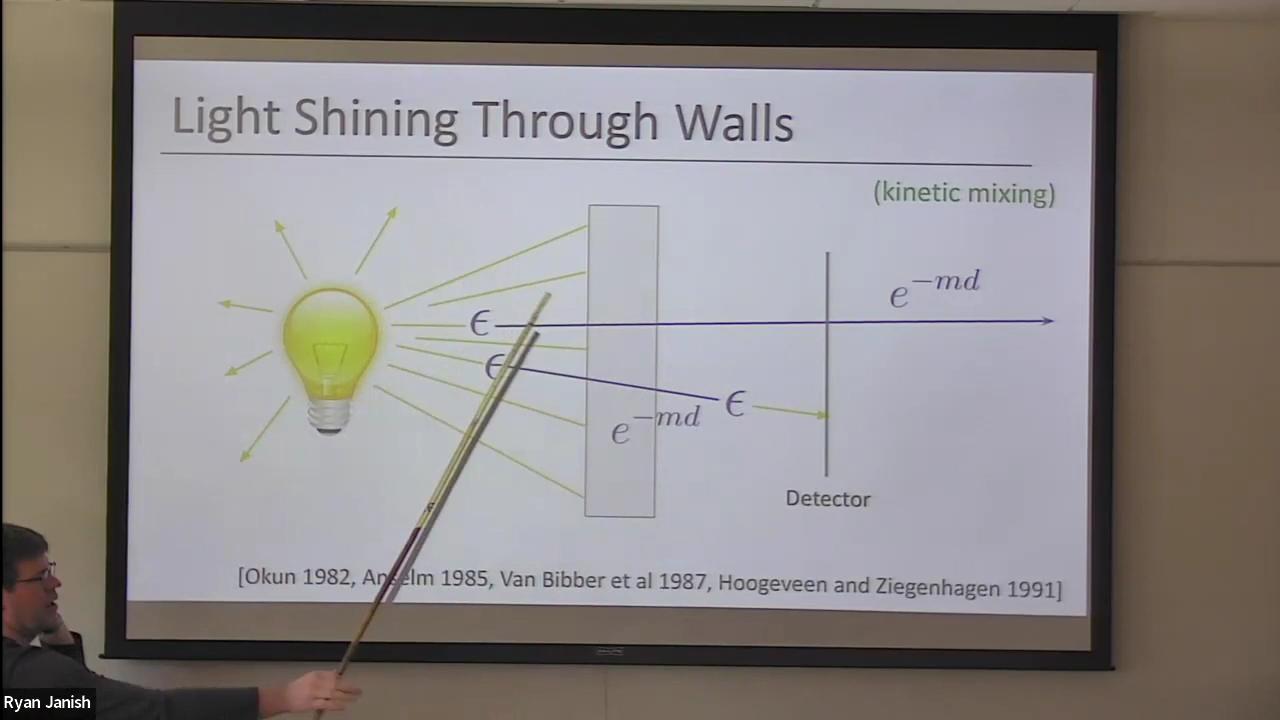 Light Shining Through Walls
(kinetic mixing)
e^{-md}
ϵ
ϵ
ϵ
e^{-md}
Detector
[Okun 1982, Anselm 1985, Van Bibber et al 1987, Hoogeveen and Ziegenhagen 1991]
Ryan Janish